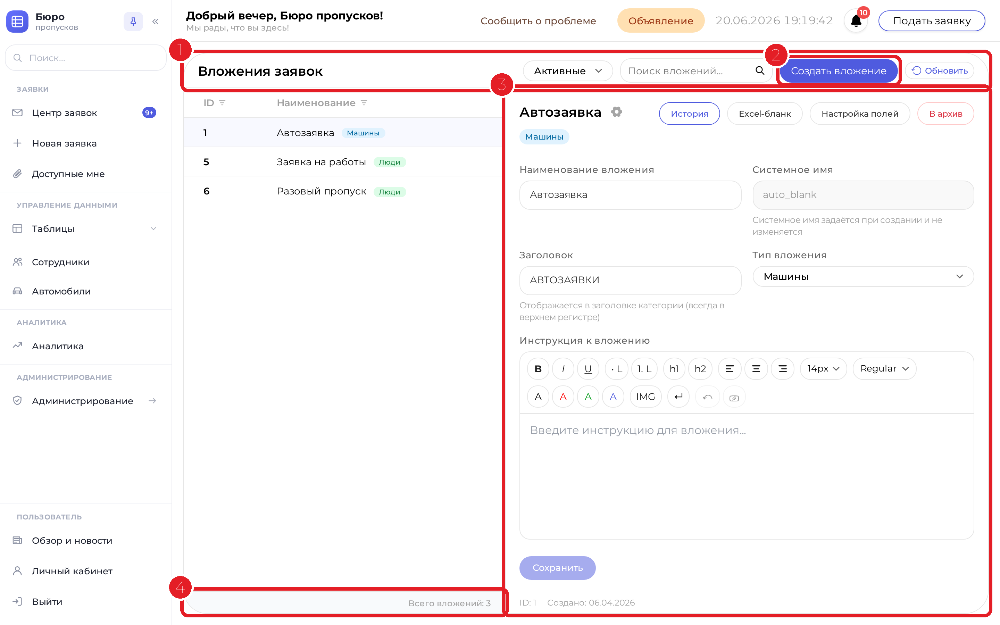 Бюро
пропусков
Поиск...
ЗАЯВКИ
Центр заявок 9+
Новая заявка
Доступные мне
УПРАВЛЕНИЕ ДАННЫМИ
Таблицы
Сотрудники
Автомобили
АНАЛИТИКА
Аналитика
АДМИНИСТРИРОВАНИЕ
Администрирование
ПОЛЬЗОВАТЕЛЬ
Обзор и новости
Личный кабинет
Выйти
Добрый вечер, Бюро пропусков!
Мы рады, что вы здесь!
Сообщить о проблеме Объявление 20.06.2026 19:19:42 10 Подать заявку
1
2
Вложения заявок Активные Поиск вложений... Создать вложение Обновить
3
ID Наименование
1 Автозаявка Машины
5 Заявка на работы Люди
6 Разовый пропуск Люди
4
Всего вложений: 3
Автозаявка История Excel-бланк Настройка полей В архив
Машины
Наименование вложения Системное имя
Автозаявка auto_blank
Системное имя задаётся при создании и не
изменяется
Заголовок Тип вложения
АВТОЗАЯВКИ Машины
Отображается в заголовке категории (всегда в
верхнем регистре)
Инструкция к вложению
B I U · L 1. L h1 h2 14px Regular
A A A A IMG
Введите инструкцию для вложения...
Сохранить
ID: 1 Создано: 06.04.2026